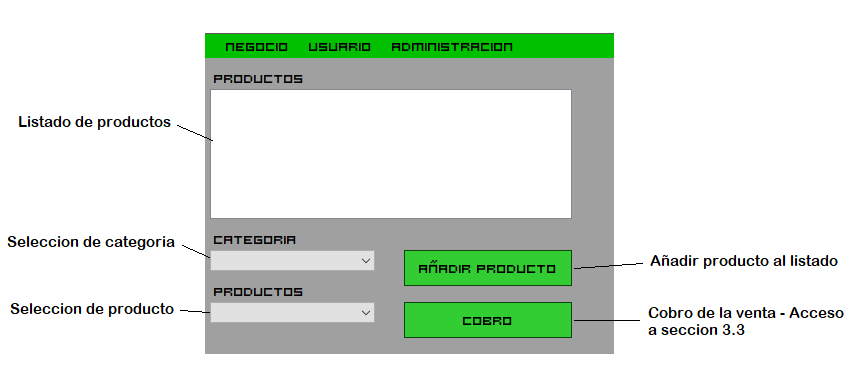 NEGOCIO USUARIO ADMINISTRACION
PRODUCTOS
Listado de productos
CATEGORIA
Seleccion de categoria
AÑADIR PRODUCTO
Añadir producto al listado
PRODUCTOS
Seleccion de producto
COBRO
Cobro de la venta - Acceso
a seccion 3.3